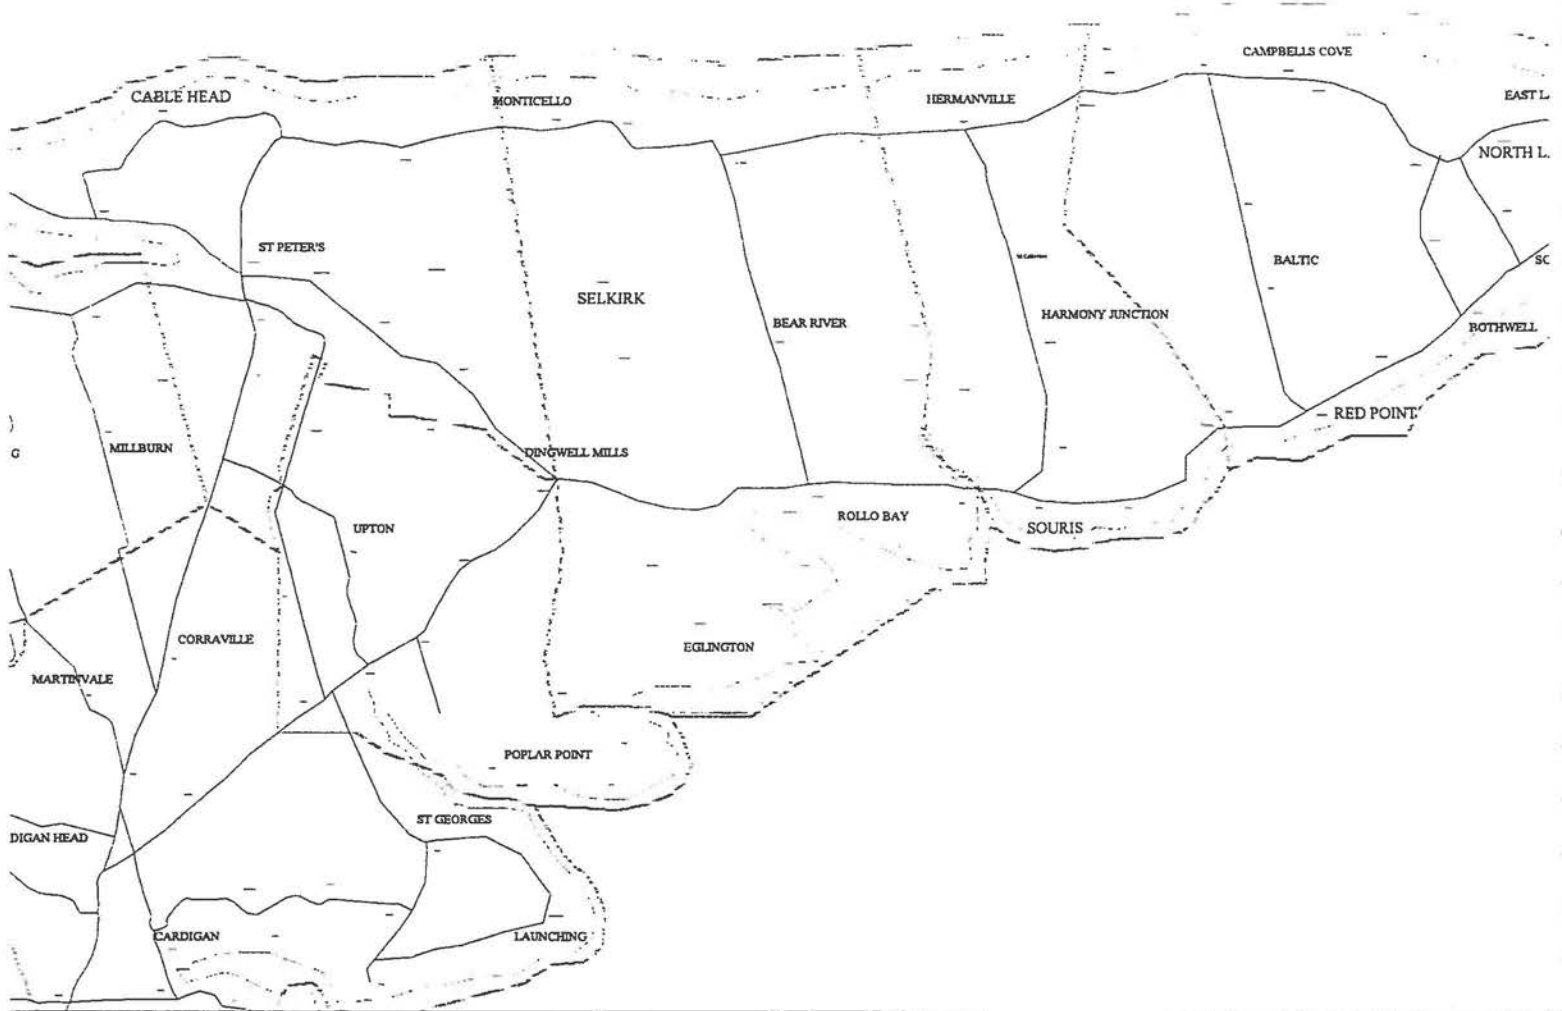 CAMPBELLS COVE
CABLE HEAD
MONTICELLO
HERMANVILLE
EAST L.
NORTH L.
ST PETER'S
BALTIC
SC
SELKIRK
HARMONY JUNCTION
BEAR RIVER
BOTHWELL
RED POINT
MILLBURN
G
DINGWELL MILLS
ROLLO BAY
UPTON
SOURIS
CORRAVILLE
EGLINGTON
MARTINVALE
POPLAR POINT
ST GEORGES
DIGAN HEAD
CARDIGAN
LAUNCHING